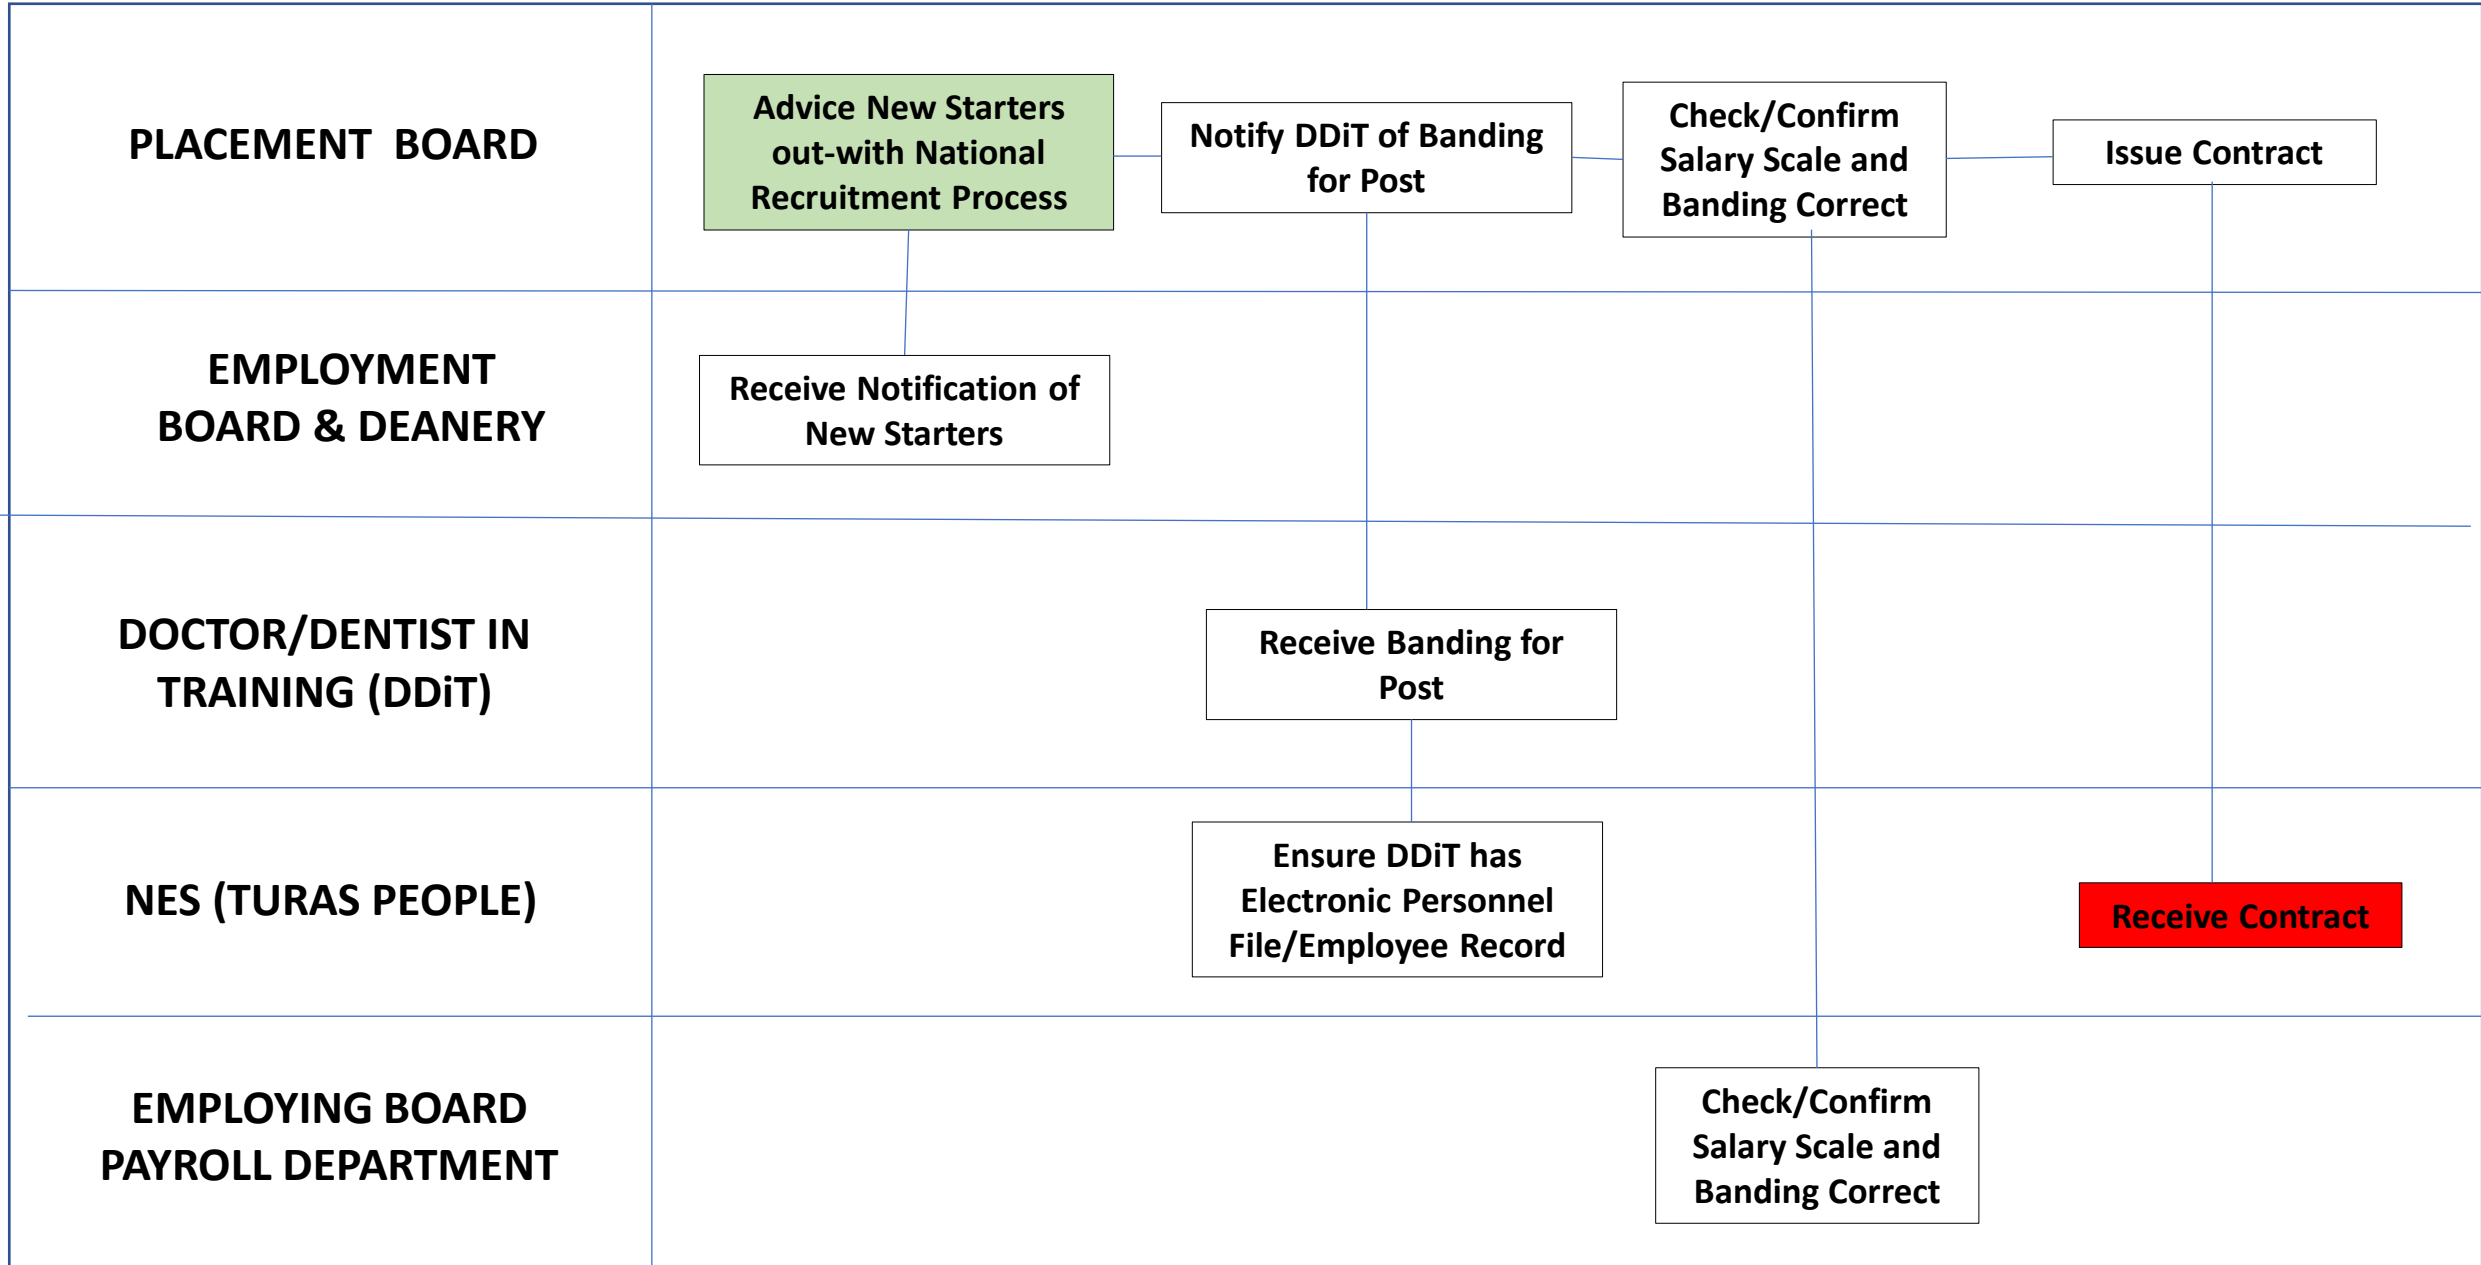 PLACEMENT BOARD
Advice New Starters
out-with National
Recruitment Process
Notify DDiT of Banding
for Post
Check/Confirm
Salary Scale and
Banding Correct
Issue Contract
EMPLOYMENT
BOARD & DEANERY
Receive Notification of
New Starters
DOCTOR/DENTIST IN
TRAINING (DDiT)
Receive Banding for
Post
NES (TURAS PEOPLE)
Ensure DDiT has
Electronic Personnel
File/Employee Record
Receive Contract
EMPLOYING BOARD
PAYROLL DEPARTMENT
Check/Confirm
Salary Scale and
Banding Correct